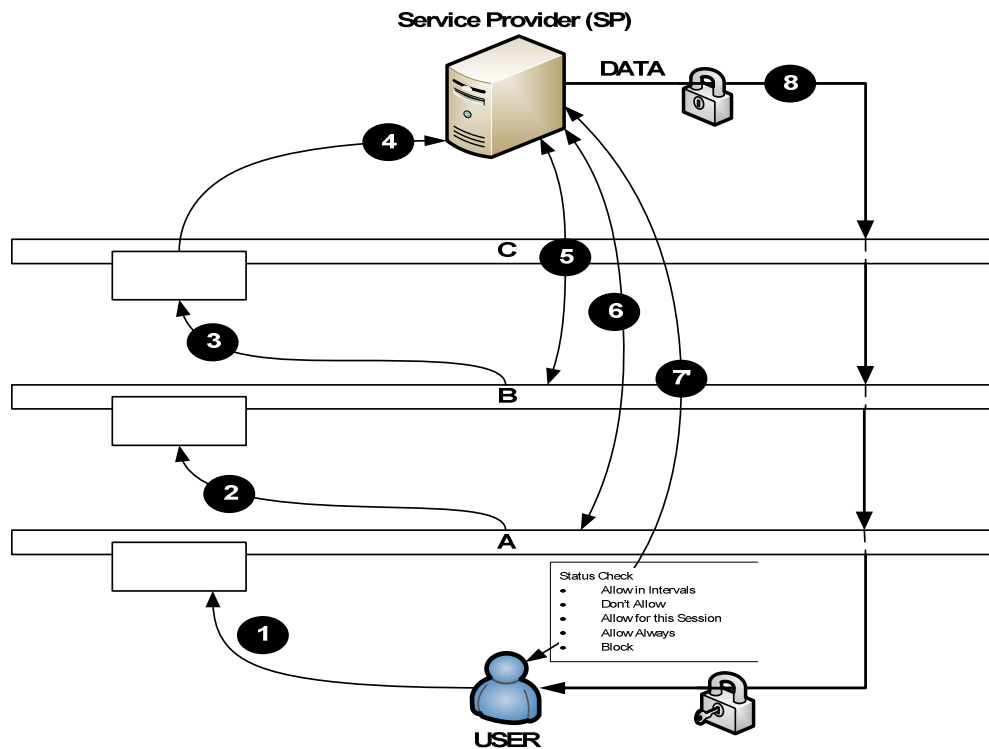 Service Provider (SP)
DATA
8
4
C
5
6
3
7'
B
2
A
Status Check
• Allow in Intervals
• Don't Allow
• Allow for this Session
• Allow Always
• Block
1
USER